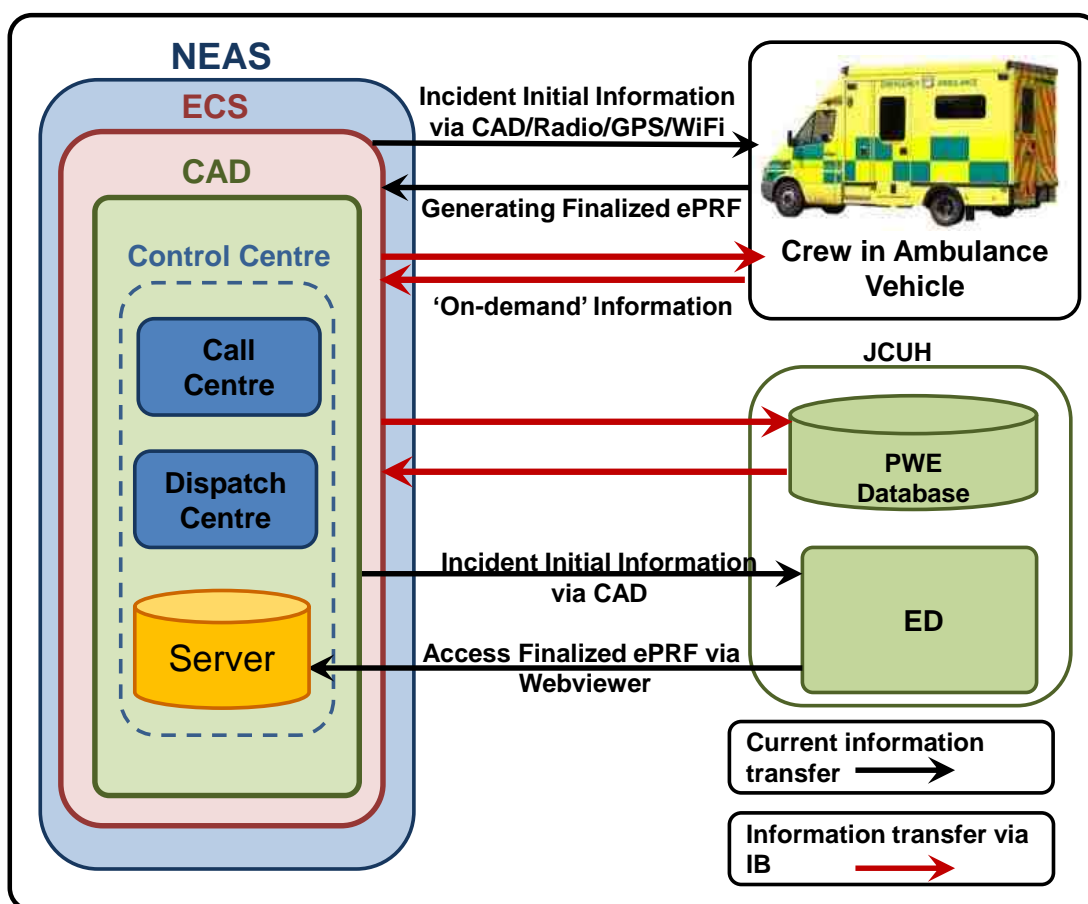 NEAS
ECS
CAD
Control Centre
Call
Centre
Dispatch
Centre
Server
Incident Initial Information
via CAD/Radio/GPS/WiFi
Generating Finalized ePRF
‘On-demand’ Information
Crew in Ambulance
Vehicle
JCUH
PWE
Database
Incident Initial Information
via CAD
ED
Access Finalized ePRF via
Webviewer
Current information
transfer
Information transfer via
IB